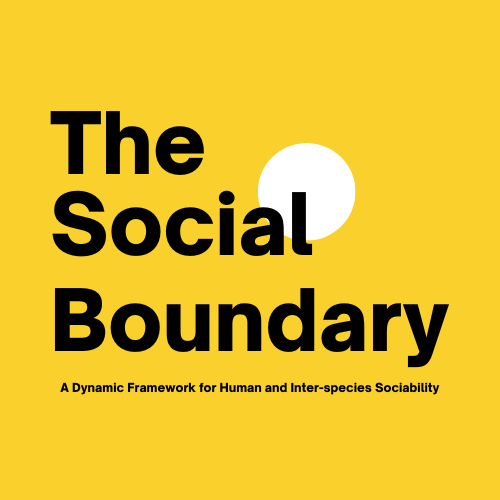 The
Social
Boundary
A Dynamic Framework for Human and Inter-species Sociability